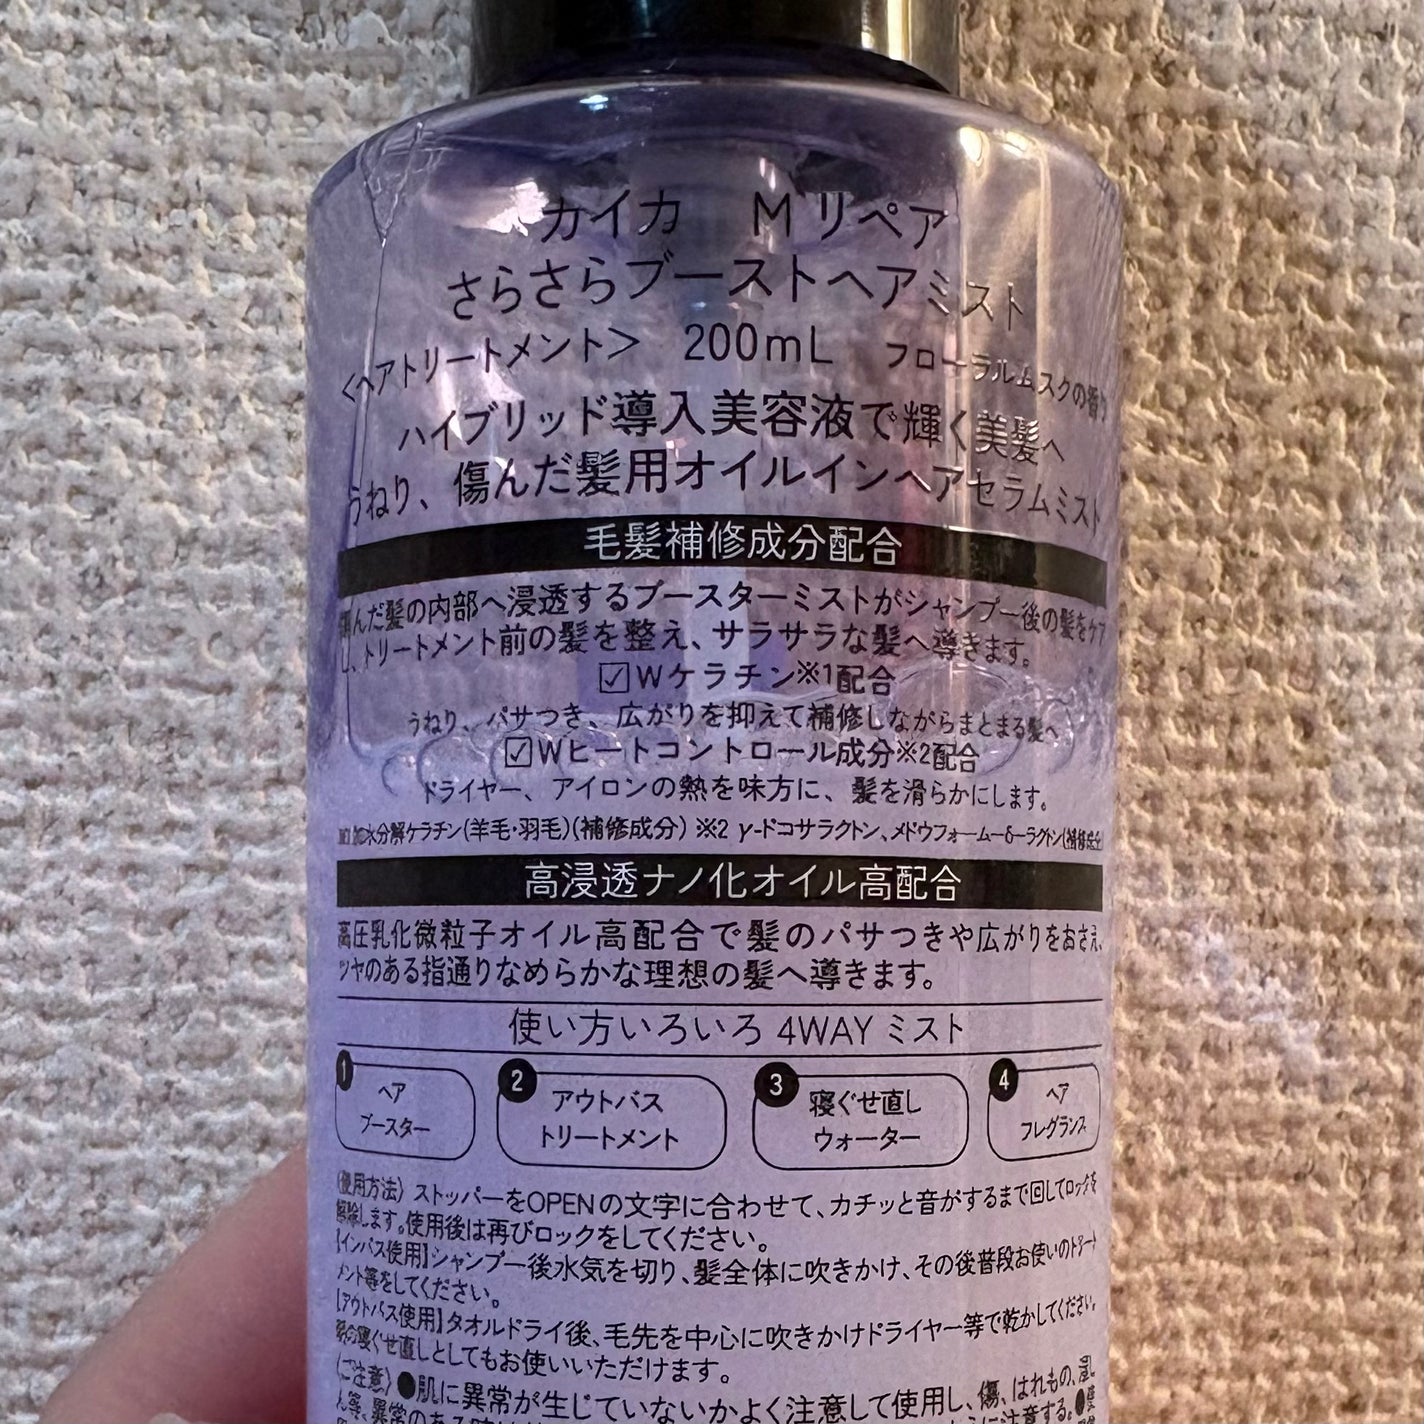 カイカ Mリペア
さらさらブーストヘアミスト
<ヘアトリートメント> 200mL フローラルムスクの香り
ハイブリッド導入美容液で輝く美髪へ
うねり、傷んだ髪用オイルインヘアセラムミスト
毛髪補修成分配合
傷んだ髪の内部へ浸透するブースターミストがシャンプー後の髪をケア
し、トリートメント前の髪を整え、サラサラな髪へ導きます。
☑Wケラチン※1配合
うねり、パサつき、広がりを抑えて補修しながらまとまる髪へ
☑Wヒートコントロール成分※2配合
ドライヤー、アイロンの熱を味方に、髪を滑らかにします。
加水分解ケラチン(羊毛・羽毛)(補修成分) ※2 γ-ドコサラクトン、メドウフォーム-δ-ラクトン(補修成分)
高浸透ナノ化オイル高配合
高圧乳化微粒子オイル高配合で髪のパサつきや広がりをおさえ、
ツヤのある指通りなめらかな理想の髪へ導きます。
使い方いろいろ 4WAY ミスト
1 ヘアブースター
2 アウトバストリートメント
3 寝ぐせ直しウォーター
4 ヘアフレグランス
〈使用方法〉ストッパーをOPENの文字に合わせて、カチッと音がするまで回してロックを
解除します。使用後は再びロックをしてください。
【インバス使用】シャンプー後水気を切り、髪全体に吹きかけ、その後普段お使いのトリート
メント等をしてください。
【アウトバス使用】タオルドライ後、毛先を中心に吹きかけドライヤー等で乾かしてください。
朝の寝ぐせ直しとしてもお使いいただけます。
〈ご注意〉●肌に異常が生じていないかよく注意して使用し、傷、はれもの、湿し
ん等、異常のある
に注意する。●